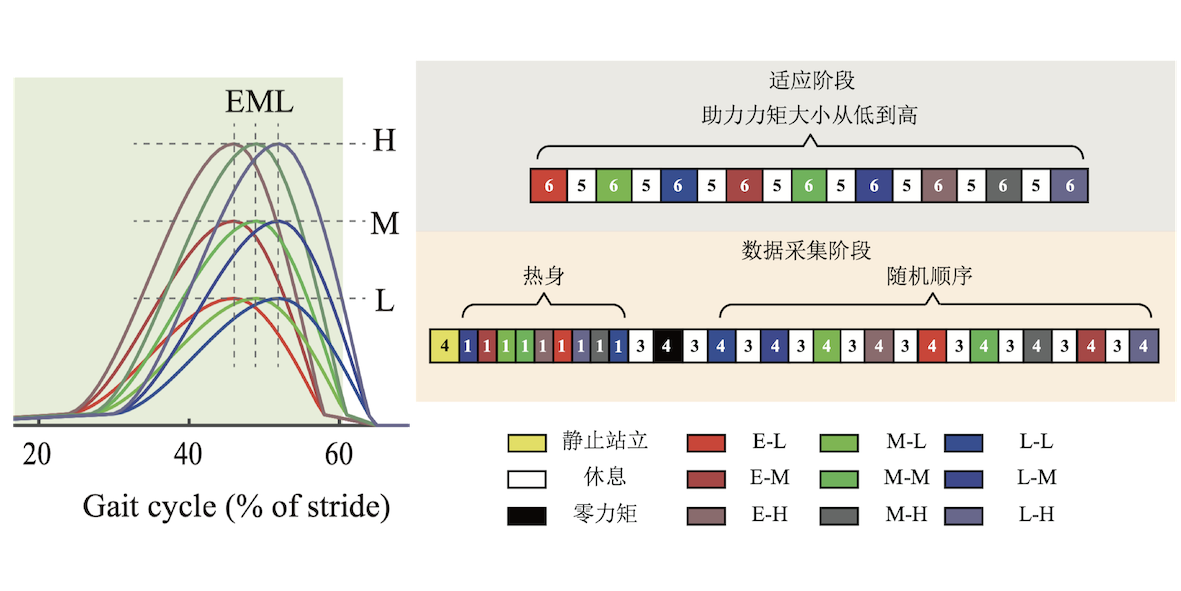 EML
H
M
L
20 40 60
Gait cycle (% of stride)
适应阶段
助力力矩大小从低到高
6 5 6 5 6 5 6 5 6 5 6 5 6 5 6 5 6
数据采集阶段
热身 随机顺序
4 1 1 1 1 1 1 1 1 1 3 4 3 4 3 4 3 4 3 4 3 4 3 4 3 4 3 4 3 4
静止站立 E-L M-L L-L
休息 E-M M-M L-M
零力矩 E-H M-H L-H